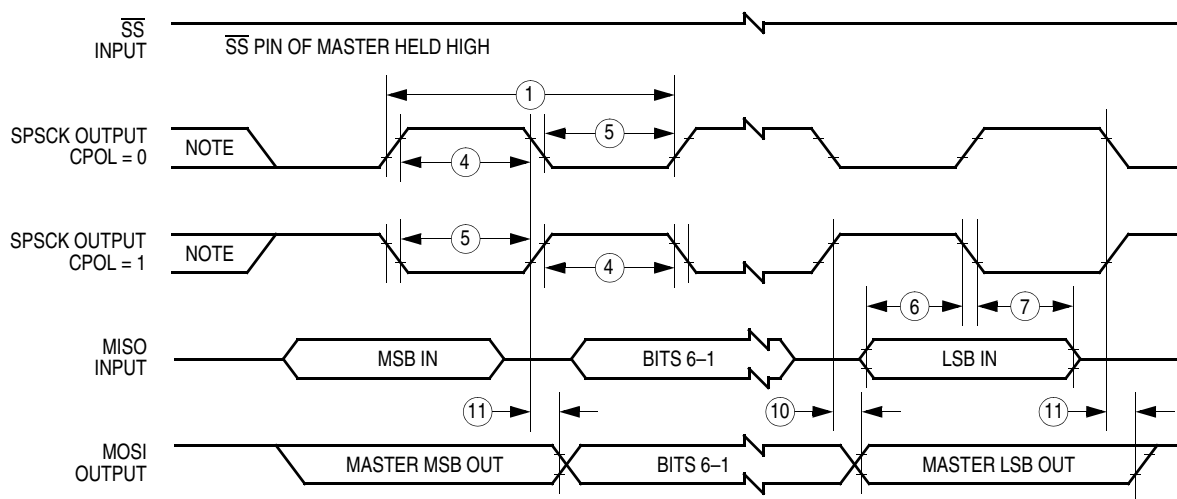 SS
INPUT
SS PIN OF MASTER HELD HIGH
1
SPSCK OUTPUT
CPOL = 0
NOTE
5
4
SPSCK OUTPUT
CPOL = 1
NOTE
5
4
6
7
MISO
INPUT
MSB IN
BITS 6–1
LSB IN
11
10
11
MOSI
OUTPUT
MASTER MSB OUT
BITS 6–1
MASTER LSB OUT